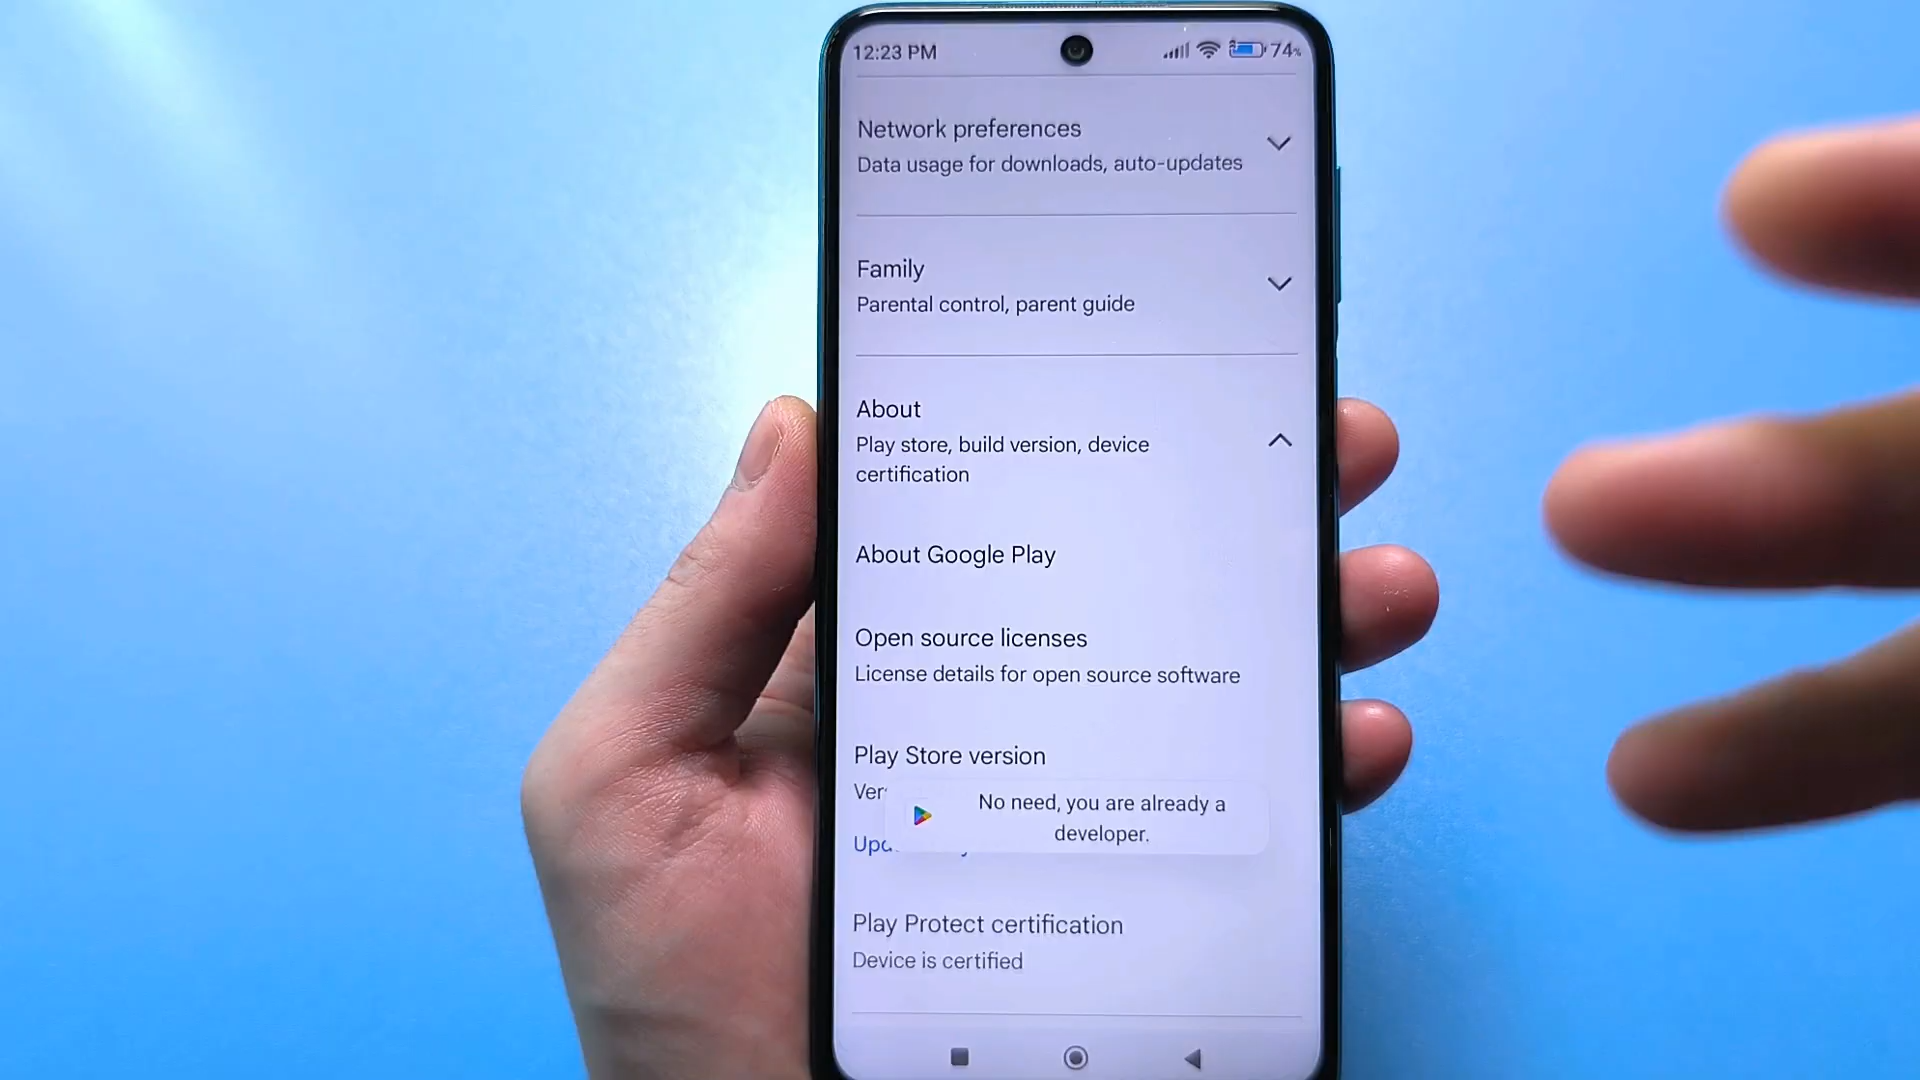 12:23 PM
74%
Network preferences
Data usage for downloads, auto-updates
Family
Parental control, parent guide
About
Play store, build version, device
certification
About Google Play
Open source licenses
License details for open source software
Play Store version
No need, you are already a
developer.
Play Protect certification
Device is certified